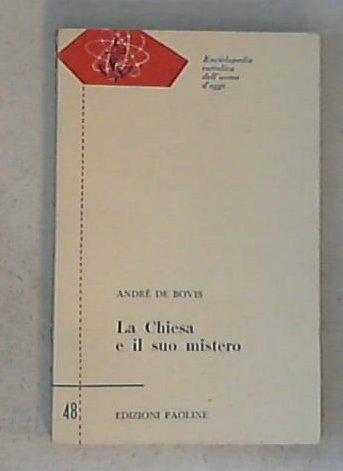 Enciclopedia
cattolica
dell'uomo
d'oggi
ANDRÉ DE BOVIS
La Chiesa
e il suo mistero
48
EDIZIONI PAOLINE